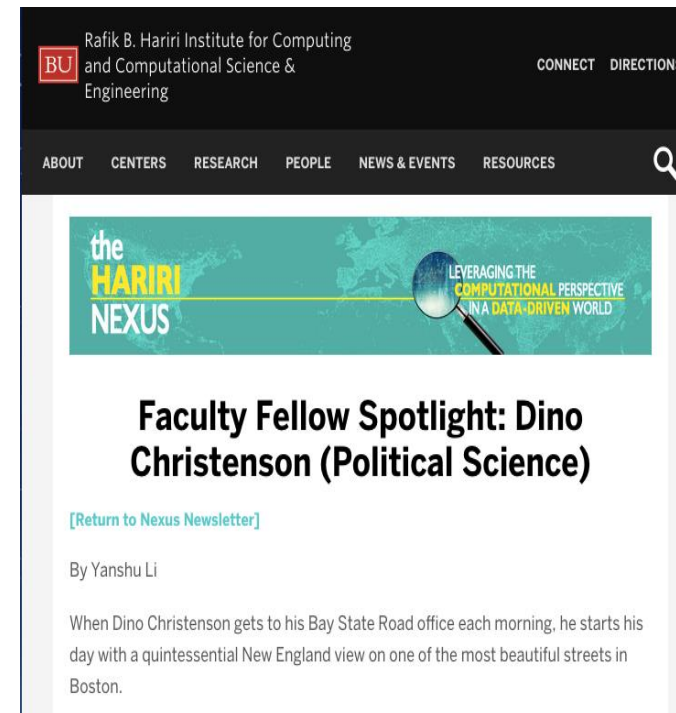 Rafik B. Hariri Institute for Computing
BU and Computational Science &
Engineering
CONNECT DIRECTIONS
ABOUT CENTERS RESEARCH PEOPLE NEWS & EVENTS RESOURCES
the
HARIRI
NEXUS
LEVERAGING THE
COMPUTATIONAL PERSPECTIVE
IN A DATA-DRIVEN WORLD
Faculty Fellow Spotlight: Dino
Christenson (Political Science)
[Return to Nexus Newsletter]
By Yanshu Li
When Dino Christenson gets to his Bay State Road office each morning, he starts his
day with a quintessential New England view on one of the most beautiful streets in
Boston.